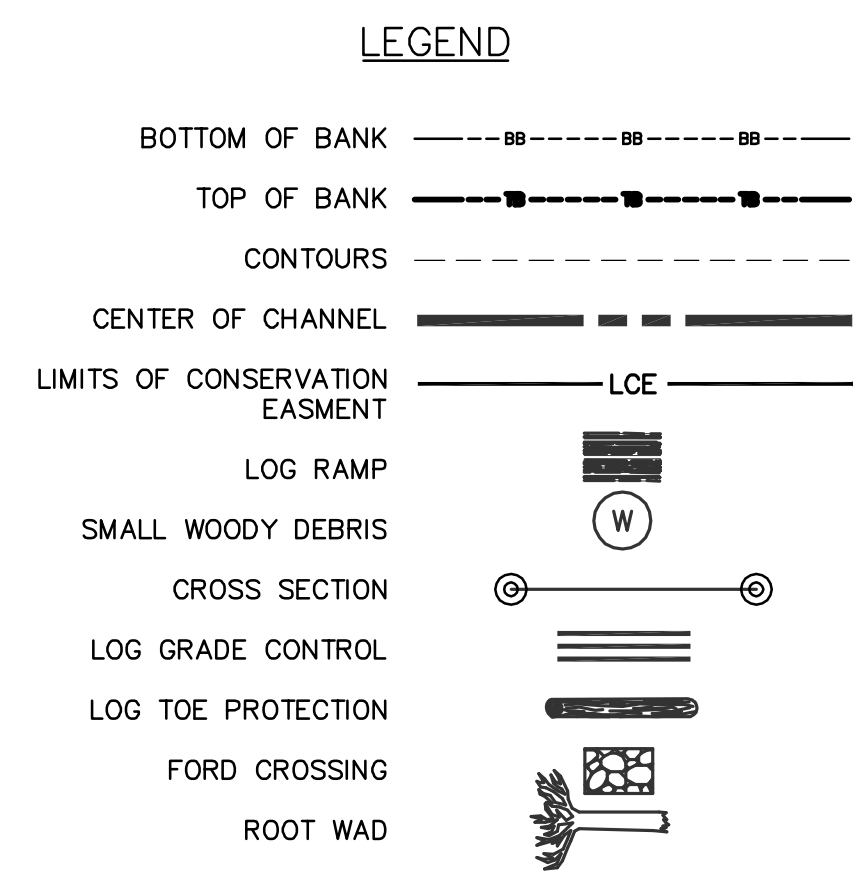 LEGEND
BOTTOM OF BANK BB BB BB
TOP OF BANK TB TB TB
CONTOURS
CENTER OF CHANNEL
LIMITS OF CONSERVATION
EASMENT LCE
LOG RAMP
SMALL WOODY DEBRIS W
CROSS SECTION
LOG GRADE CONTROL
LOG TOE PROTECTION
FORD CROSSING
ROOT WAD